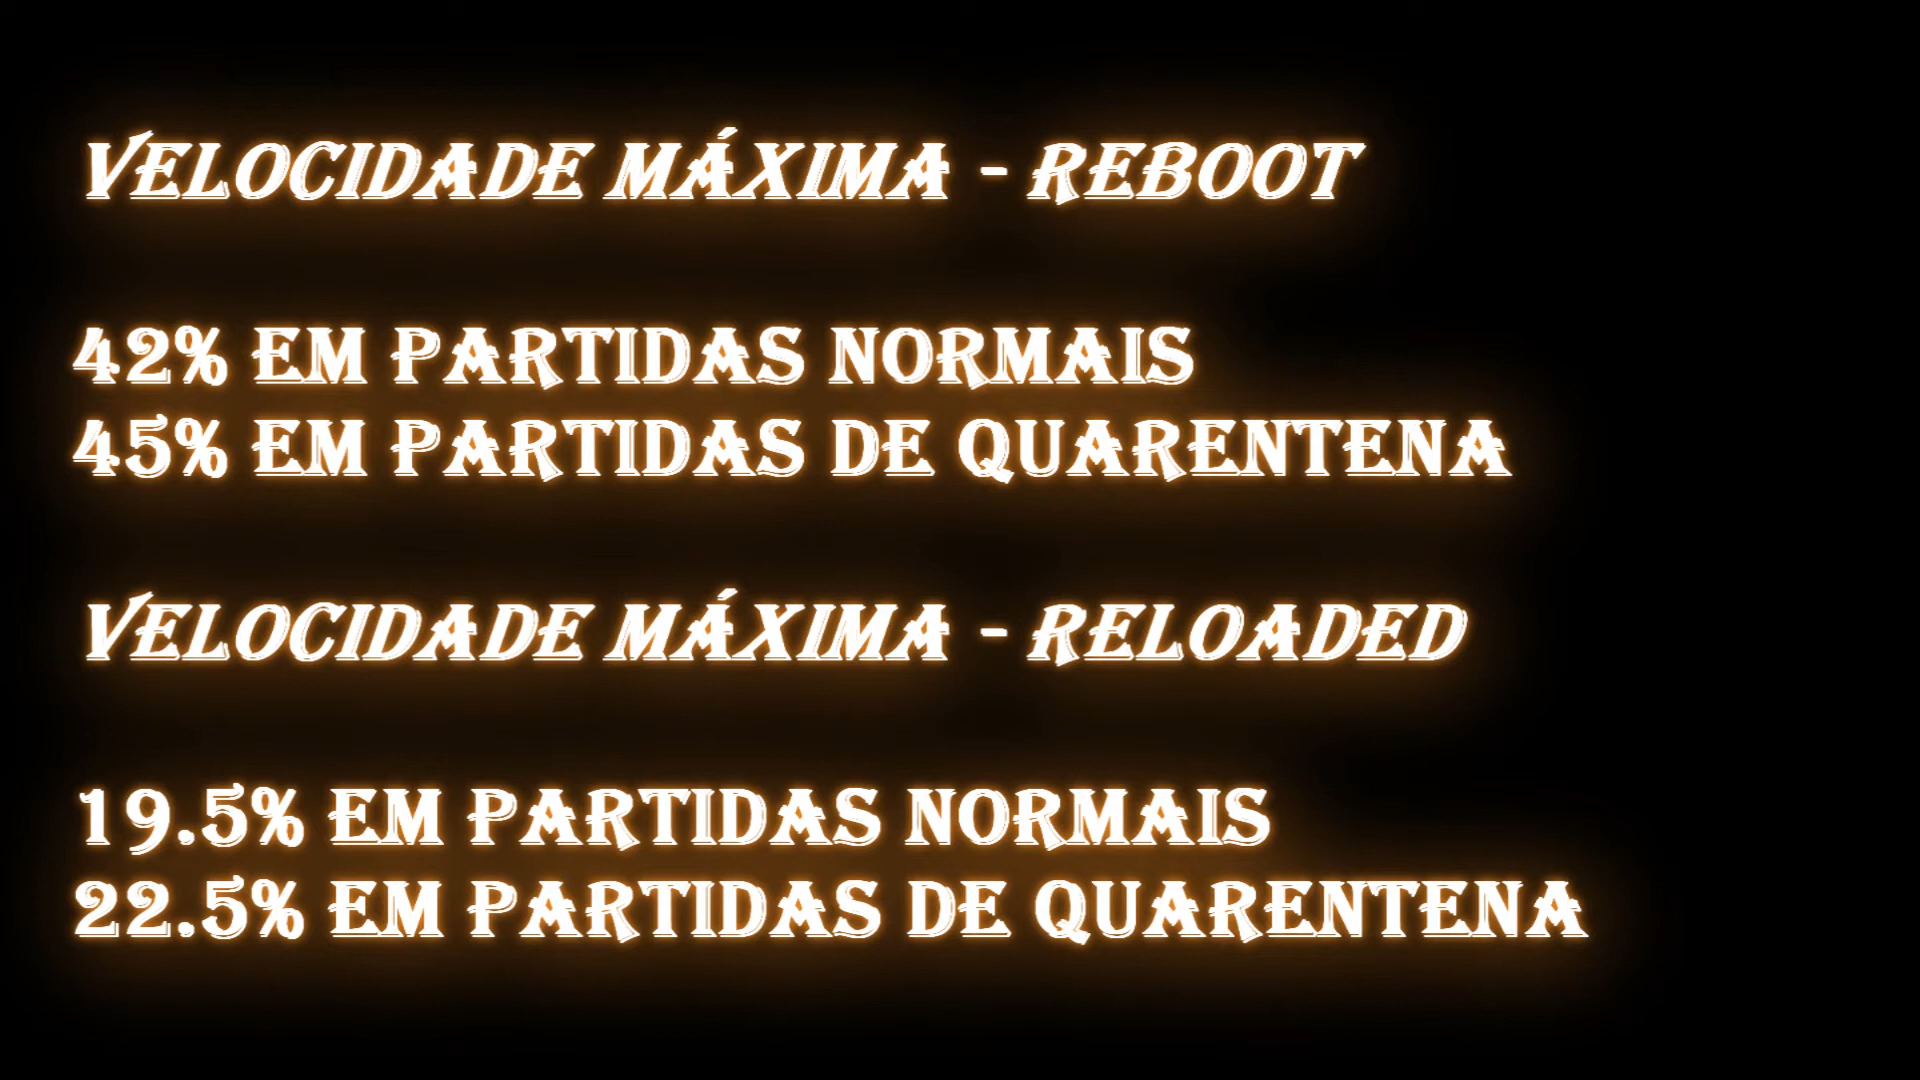 VELOCIDADE MÁXIMA - REBOOT
42% EM PARTIDAS NORMAIS
45% EM PARTIDAS DE QUARENTENA
VELOCIDADE MÁXIMA - RELOADED
19.5% EM PARTIDAS NORMAIS
22.5% EM PARTIDAS DE QUARENTENA